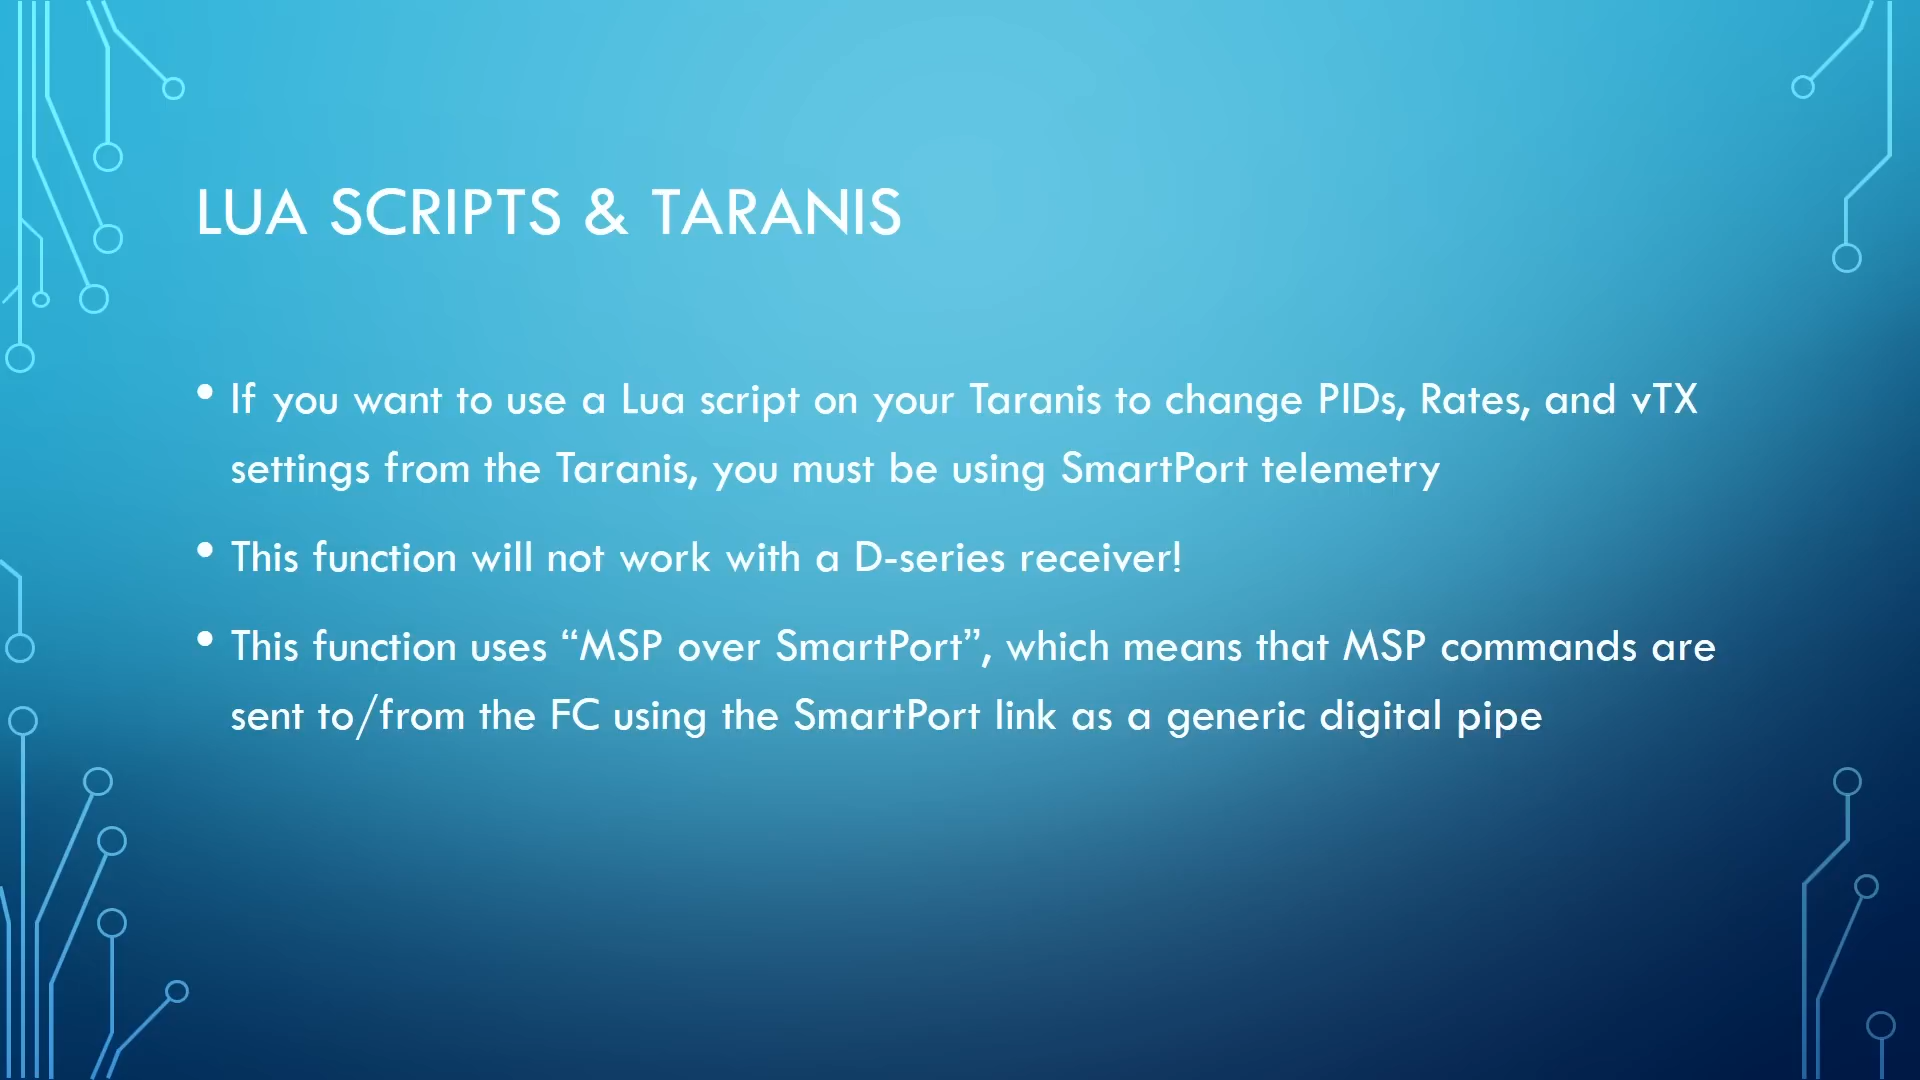 LUA SCRIPTS & TARANIS
• If you want to use a Lua script on your Taranis to change PIDs, Rates, and vTX
settings from the Taranis, you must be using SmartPort telemetry
• This function will not work with a D-series receiver!
• This function uses “MSP over SmartPort”, which means that MSP commands are
sent to/from the FC using the SmartPort link as a generic digital pipe